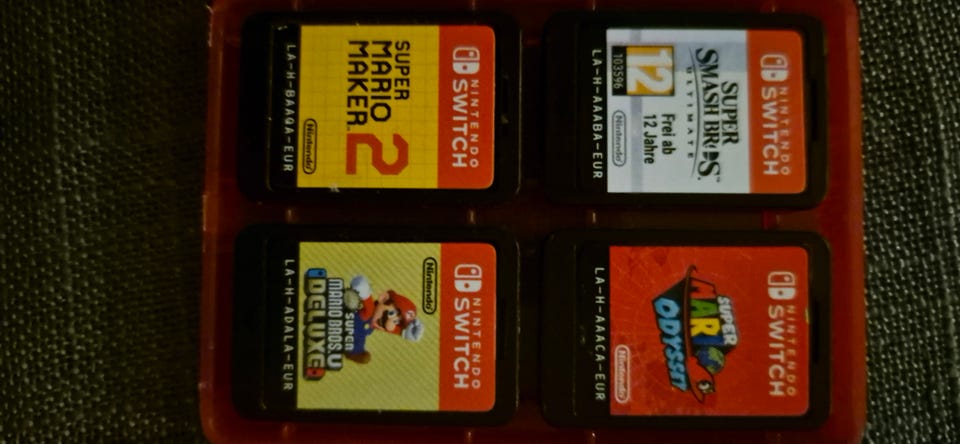 NINTENDO
SWITCH
SUPER
MARIO
MAKER
2
Nintendo
LA-H-BAAQA-EUR
NINTENDO
SWITCH
SUPER
SMASH BROS.
ULTIMATE
12
103596
Frei ab
12 Jahre
Nintendo
LA-H-AAABA-EUR
NINTENDO
SWITCH
Nintendo
NEW
SUPER
MARIO BROS.U
DELUXE
LA-H-ADALA-EUR
NINTENDO
SWITCH
SUPER
MARIO
ODYSSEY
Nintendo
LA-H-AAACA-EUR